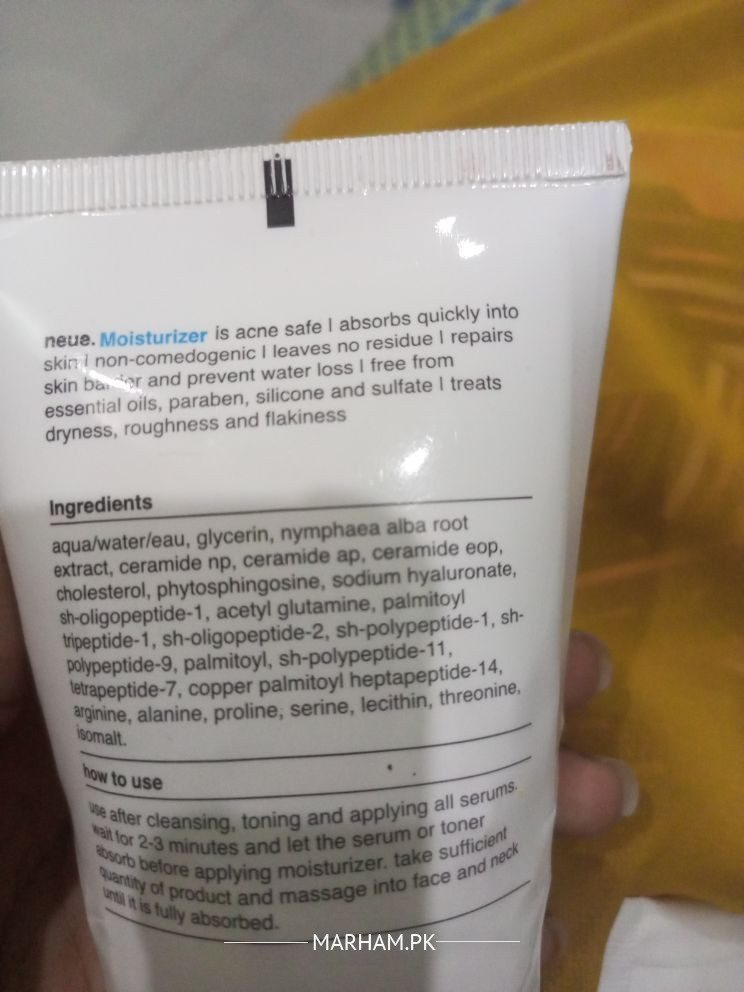 neue. Moisturizer is acne safe | absorbs quickly into
skin | non-comedogenic | leaves no residue | repairs
skin barrier and prevent water loss | free from
essential oils, paraben, silicone and sulfate | treats
dryness, roughness and flakiness
Ingredients
aqua/water/eau, glycerin, nymphaea alba root
extract, ceramide np, ceramide ap, ceramide eop,
cholesterol, phytosphingosine, sodium hyaluronate,
sh-oligopeptide-1, acetyl glutamine, palmitoyl
tripeptide-1, sh-oligopeptide-2, sh-polypeptide-1, sh-
polypeptide-9, palmitoyl, sh-polypeptide-11,
tetrapeptide-7, copper palmitoyl heptapeptide-14,
arginine, alanine, proline, serine, lecithin, threonine,
isomalt.
how to use
use after cleansing, toning and applying all serums.
wait for 2-3 minutes and let the serum or toner
absorb before applying moisturizer. take sufficient
quantity of product and massage into face and neck
until it is fully absorbed.
MARHAM.PK